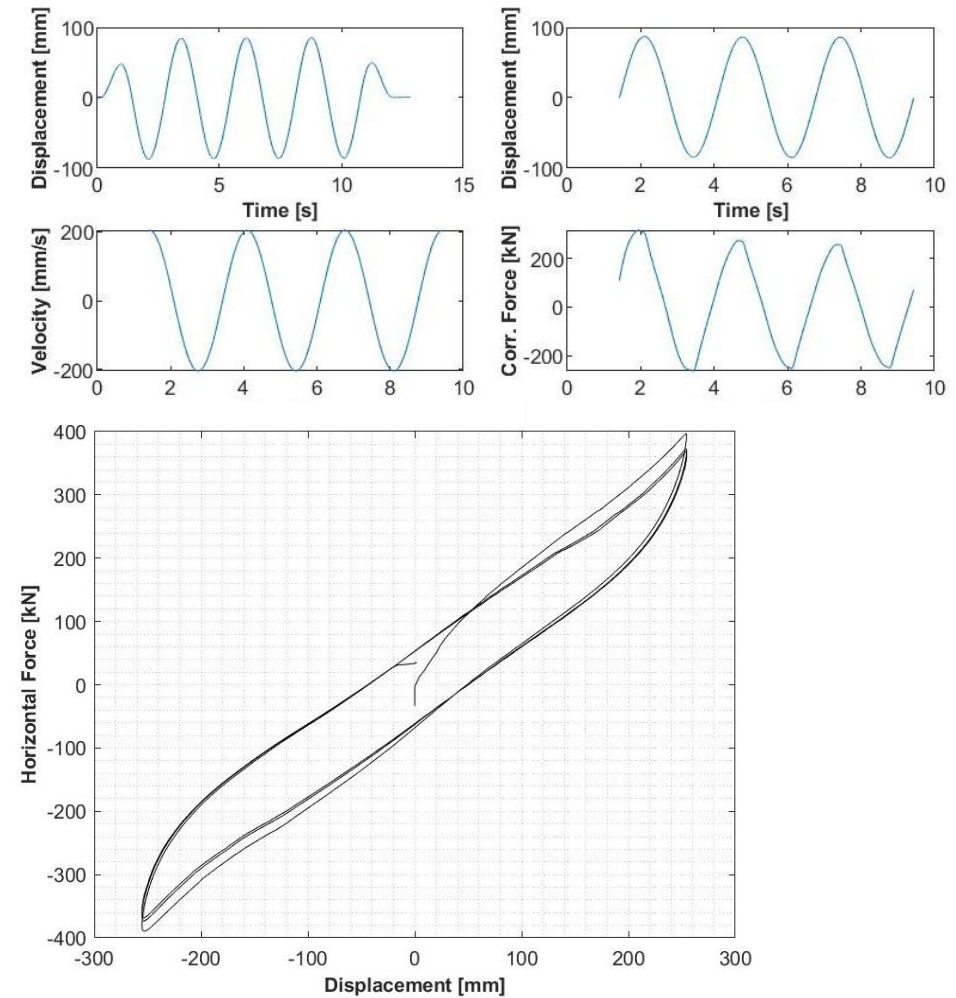 Displacement [mm]
100
0
-100
0 5 10 15
Time [s]
Displacement [mm]
100
0
-100
0 2 4 6 8 10
Time [s]
Velocity [mm/s]
200
0
-200
0 2 4 6 8 10
Corr. Force [kN]
200
0
-200
0 2 4 6 8 10
Horizontal Force [kN]
400
300
200
100
0
-100
-200
-300
-400
-300 -200 -100 0 100 200 300
Displacement [mm]